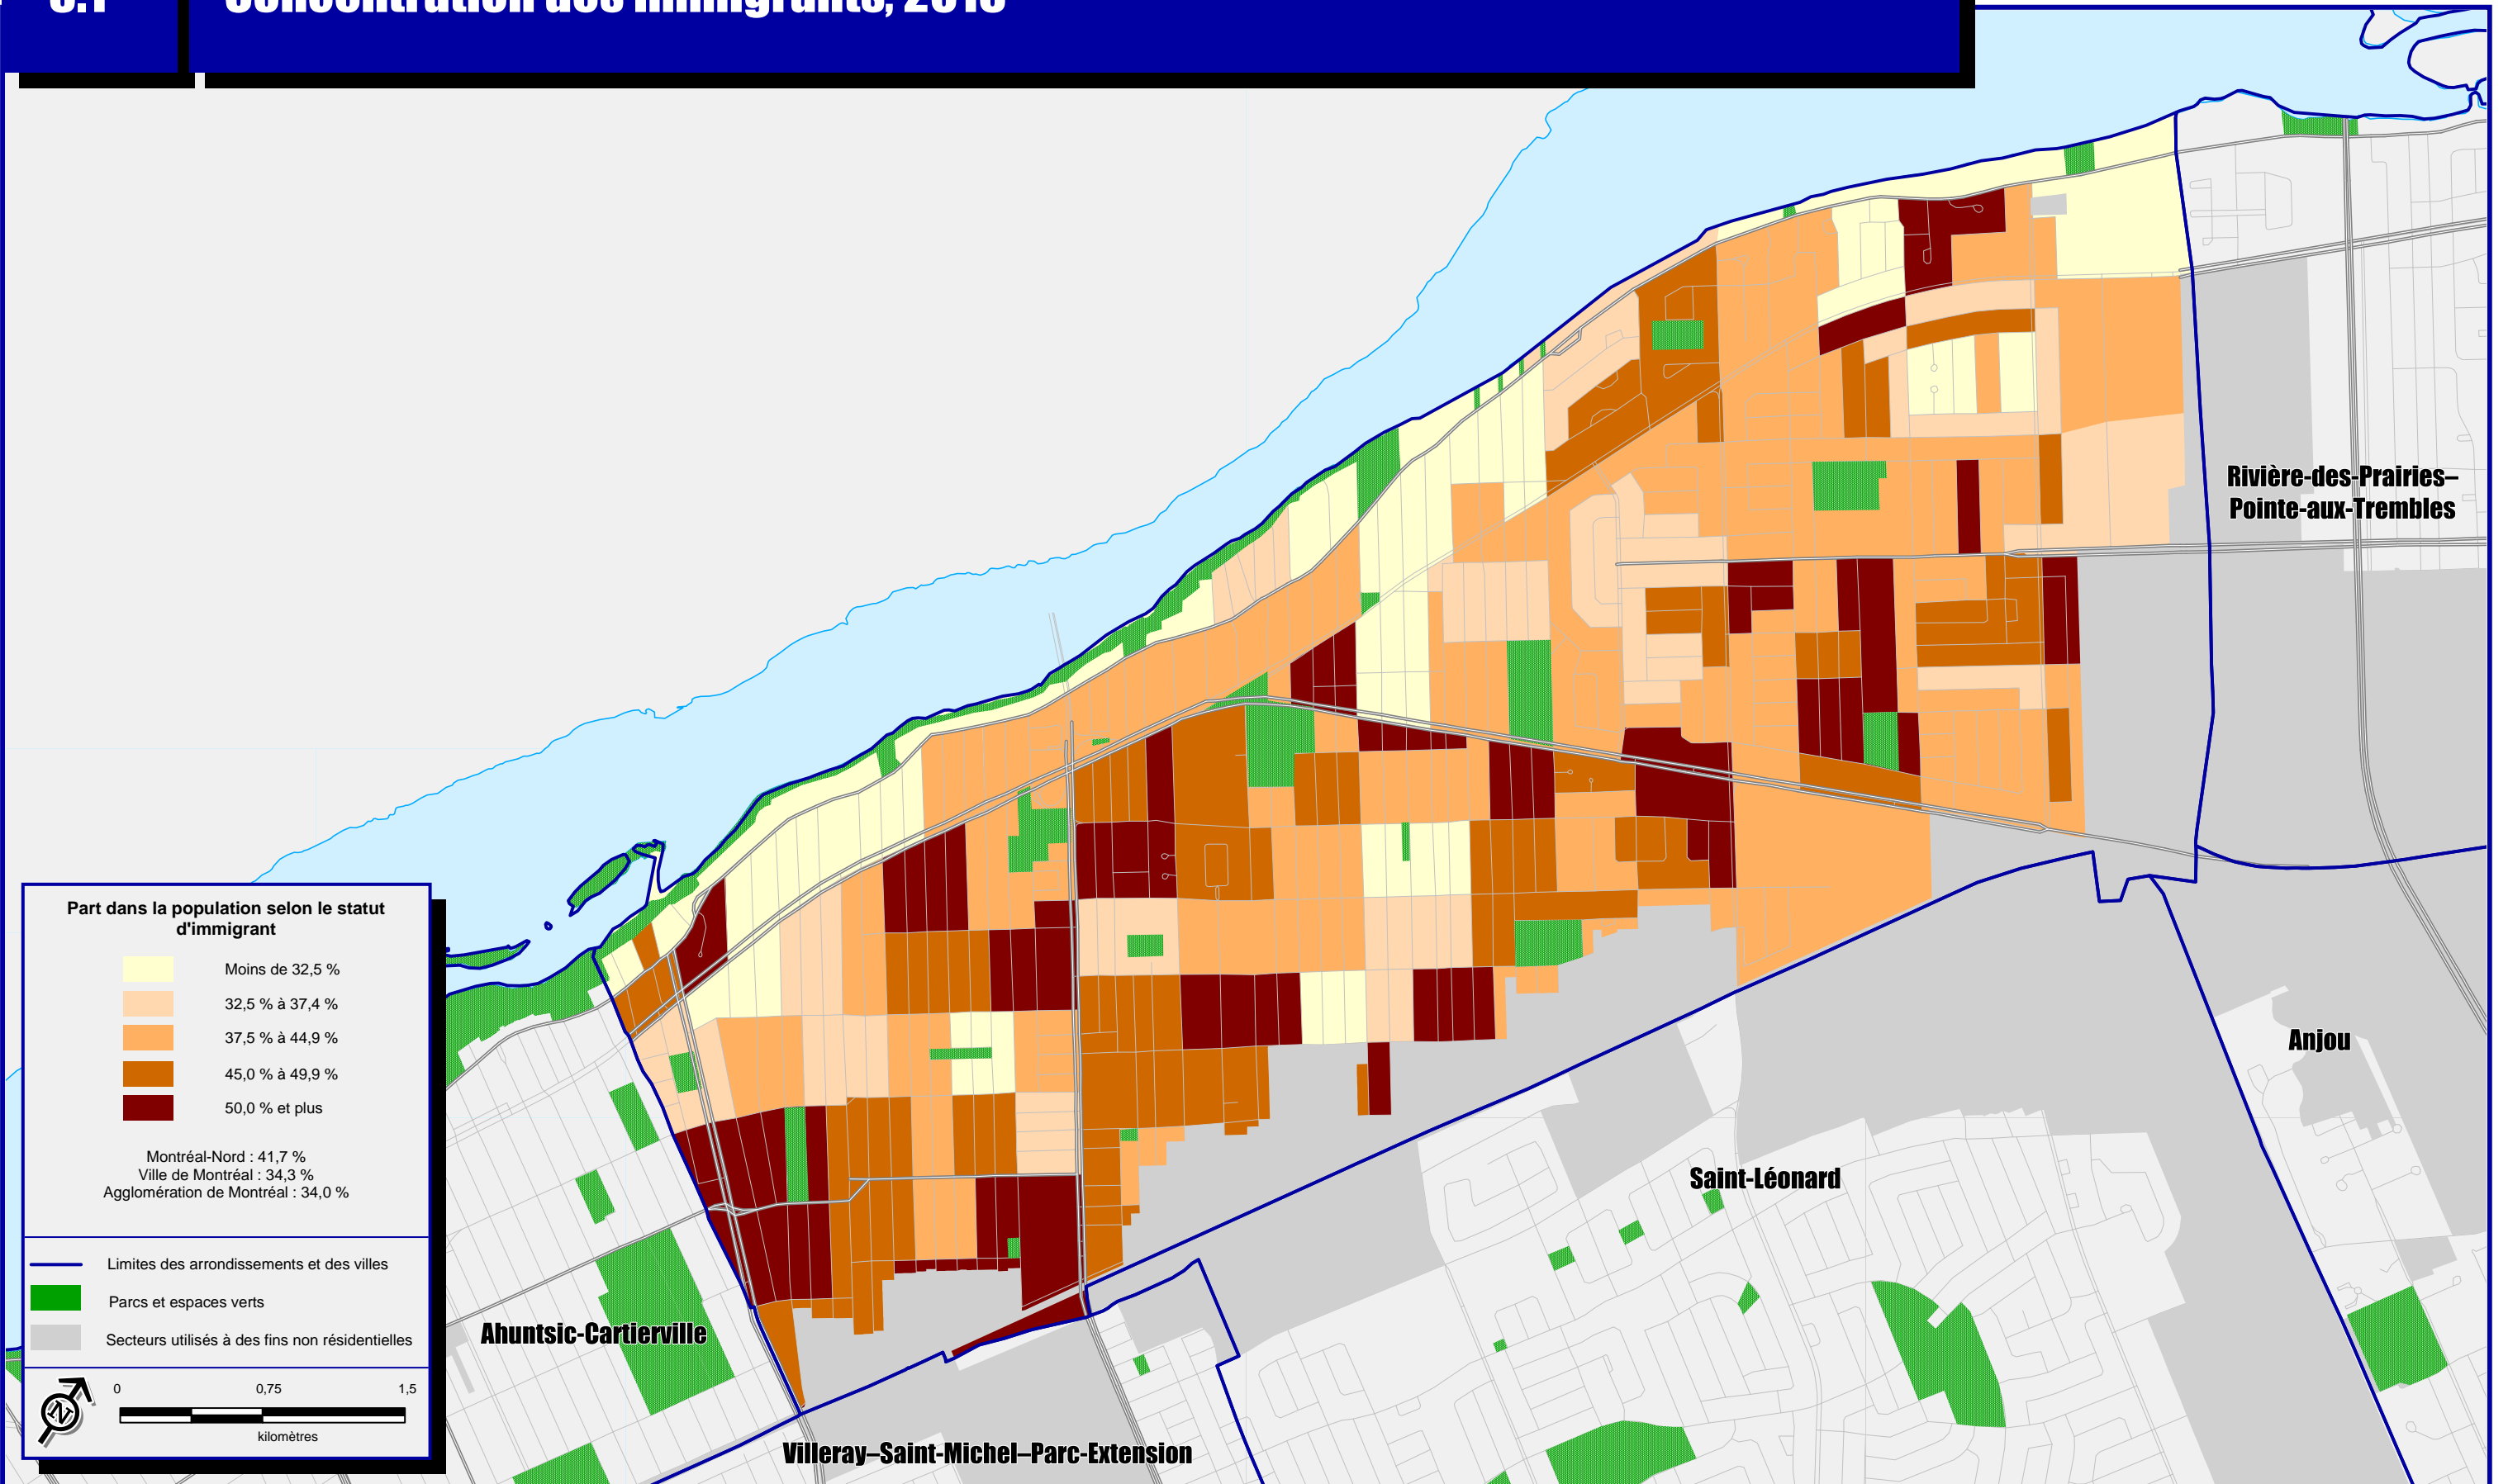 Concentration des immigrants, 2016
Rivière-des-Prairies–
Pointe-aux-Trembles
Anjou
Saint-Léonard
Ahuntsic-Cartierville
Villeray–Saint-Michel–Parc-Extension
Part dans la population selon le statut
d'immigrant
Moins de 32,5 %
32,5 % à 37,4 %
37,5 % à 44,9 %
45,0 % à 49,9 %
50,0 % et plus
Montréal-Nord : 41,7 %
Ville de Montréal : 34,3 %
Agglomération de Montréal : 34,0 %
Limites des arrondissements et des villes
Parcs et espaces verts
Secteurs utilisés à des fins non résidentielles
N
0 0,75 1,5
kilomètres